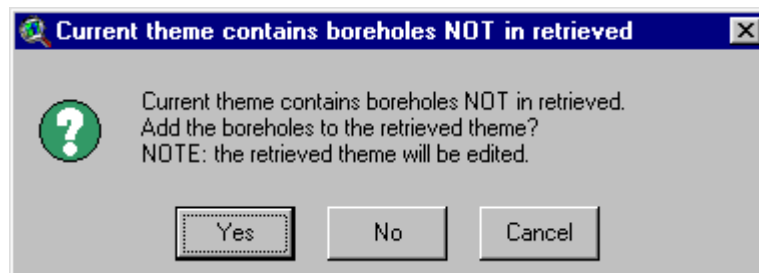 Current theme contains boreholes NOT in retrieved
Current theme contains boreholes NOT in retrieved.
Add the boreholes to the retrieved theme?
NOTE: the retrieved theme will be edited.
Yes No Cancel